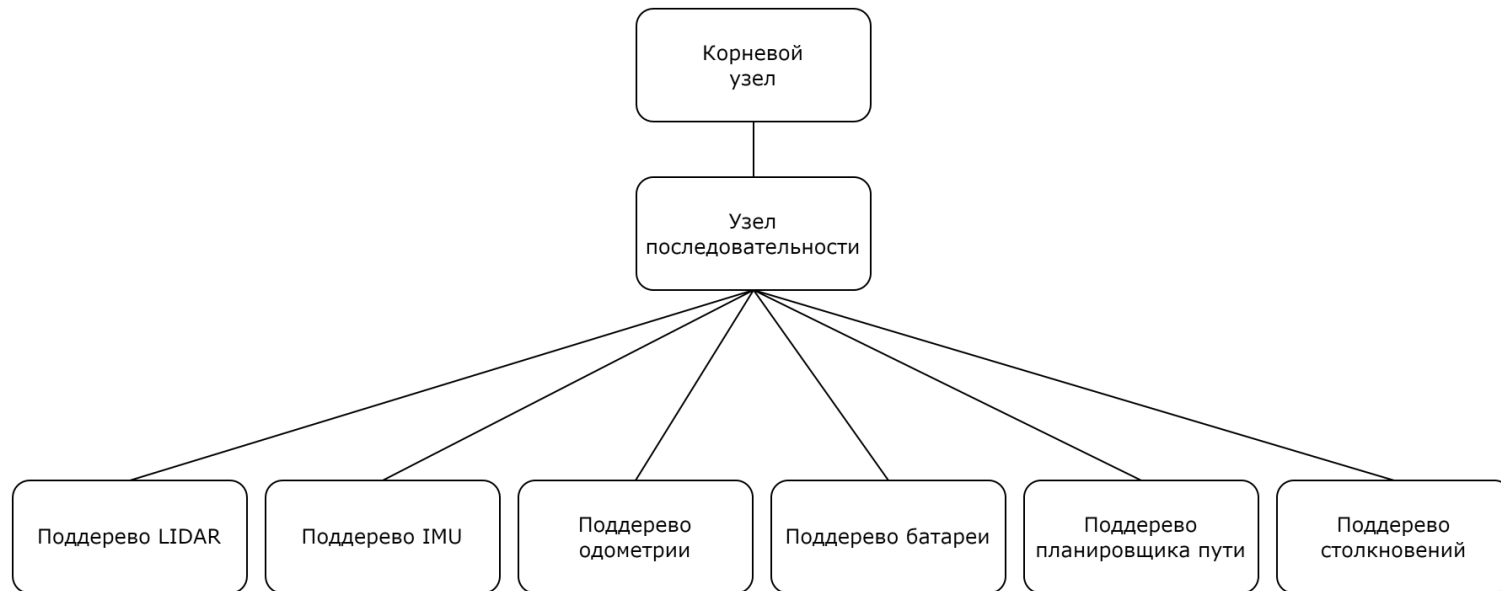 Корневой
узел
Узел
последовательности
Поддерево LIDAR
Поддерево IMU
Поддерево
одометрии
Поддерево батареи
Поддерево
планировщика пути
Поддерево
столкновений